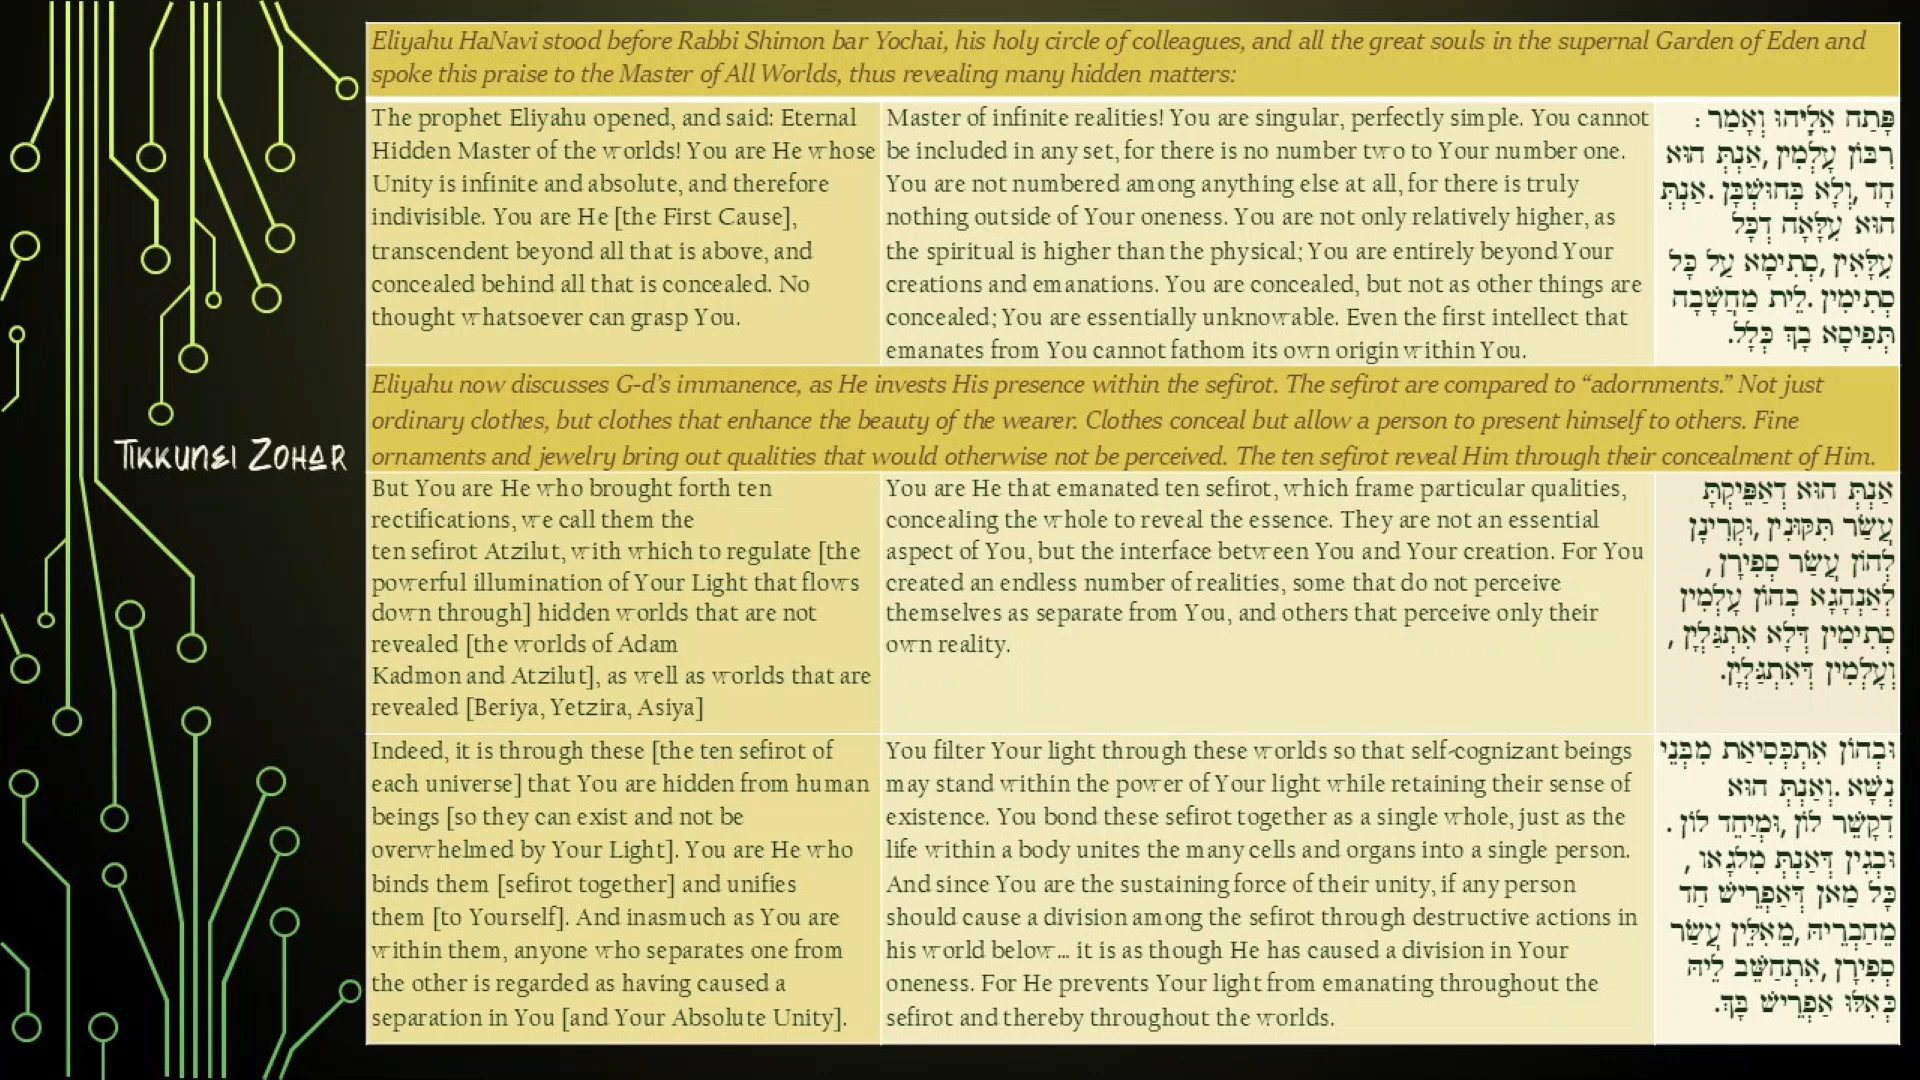 Tikkunei Zohar
Eliyahu HaNavi stood before Rabbi Shimon bar Yochai, his holy circle of colleagues, and all the great souls in the supernal Garden of Eden and
spoke this praise to the Master of All Worlds, thus revealing many hidden matters:
The prophet Eliyahu opened, and said: Eternal
Hidden Master of the worlds! You are He whose
Unity is infinite and absolute, and therefore
indivisible. You are He [the First Cause],
transcendent beyond all that is above, and
concealed behind all that is concealed. No
thought whatsoever can grasp You.
Master of infinite realities! You are singular, perfectly simple. You cannot
be included in any set, for there is no number two to Your number one.
You are not numbered among anything else at all, for there is truly
nothing outside of Your oneness. You are not only relatively higher, as
the spiritual is higher than the physical; You are entirely beyond Your
creations and emanations. You are concealed, but not as other things are
concealed; You are essentially unknowable. Even the first intellect that
emanates from You cannot fathom its own origin within You.
פָּתַח אֵלִיָּהוּ וְאָמַר :
רִבּוֹן עָלְמִין ,אַנְתְּ הוּא
חָד ,וְלָא בְּחוּשְׁבָּן .אַנְתְּ
הוּא עִלָּאָה דְכָל
עִלָּאִין ,סְתִימָא עַל כָּל
סְתִימִין .לֵית מַחֲשָׁבָה
תְּפִיסָא בָךְ כְּלָל.
Eliyahu now discusses G-d's immanence, as He invests His presence within the sefirot. The sefirot are compared to “adornments.” Not just
ordinary clothes, but clothes that enhance the beauty of the wearer. Clothes conceal but allow a person to present himself to others. Fine
ornaments and jewelry bring out qualities that would otherwise not be perceived. The ten sefirot reveal Him through their concealment of Him.
But You are He who brought forth ten
rectifications, we call them the
ten sefirot Atzilut, with which to regulate [the
powerful illumination of Your Light that flows
down through] hidden worlds that are not
revealed [the worlds of Adam
Kadmon and Atzilut], as well as worlds that are
revealed [Beriya, Yetzira, Asiya]
You are He that emanated ten sefirot, which frame particular qualities,
concealing the whole to reveal the essence. They are not an essential
aspect of You, but the interface between You and Your creation. For You
created an endless number of realities, some that do not perceive
themselves as separate from You, and others that perceive only their
own reality.
אַנְתְּ הוּא דְאַפֵּיקְתָּ
עֲשַׂר תִּקּוּנִין ,וְקָרֵינָן
לְהוֹן עֲשַׂר סְפִירָן ,
לְאַנְהָגָא בְהוֹן עָלְמִין
סְתִימִין דְּלָא אִתְגַּלְיָן ,
וְעָלְמִין דְּאִתְגַּלְיָן.
Indeed, it is through these [the ten sefirot of
each universe] that You are hidden from human
beings [so they can exist and not be
overwhelmed by Your Light]. You are He who
binds them [sefirot together] and unifies
them [to Yourself]. And inasmuch as You are
within them, anyone who separates one from
the other is regarded as having caused a
separation in You [and Your Absolute Unity].
You filter Your light through these worlds so that self-cognizant beings
may stand within the power of Your light while retaining their sense of
existence. You bond these sefirot together as a single whole, just as the
life within a body unites the many cells and organs into a single person.
And since You are the sustaining force of their unity, if any person
should cause a division among the sefirot through destructive actions in
his world below… it is as though He has caused a division in Your
oneness. For He prevents Your light from emanating throughout the
sefirot and thereby throughout the worlds.
וּבְהוֹן אִתְכְּסִיאַת מִבְּנֵי
נָשָׁא .וְאַנְתְּ הוּא
דְקָשֵׁר לוֹן ,וּמְיַחֵד לוֹן .
וּבְגִין דְּאַנְתְּ מִלְּגָאו ,
כָּל מָאן דְּאַפְרִישׁ חַד
מֵחַבְרֵיהּ ,מֵאִלֵּין עֲשַׂר
סְפִירָן ,אִתְחַשֵּׁב לֵיהּ
כְּאִלּוּ אַפְרִישׁ בָּךְ.